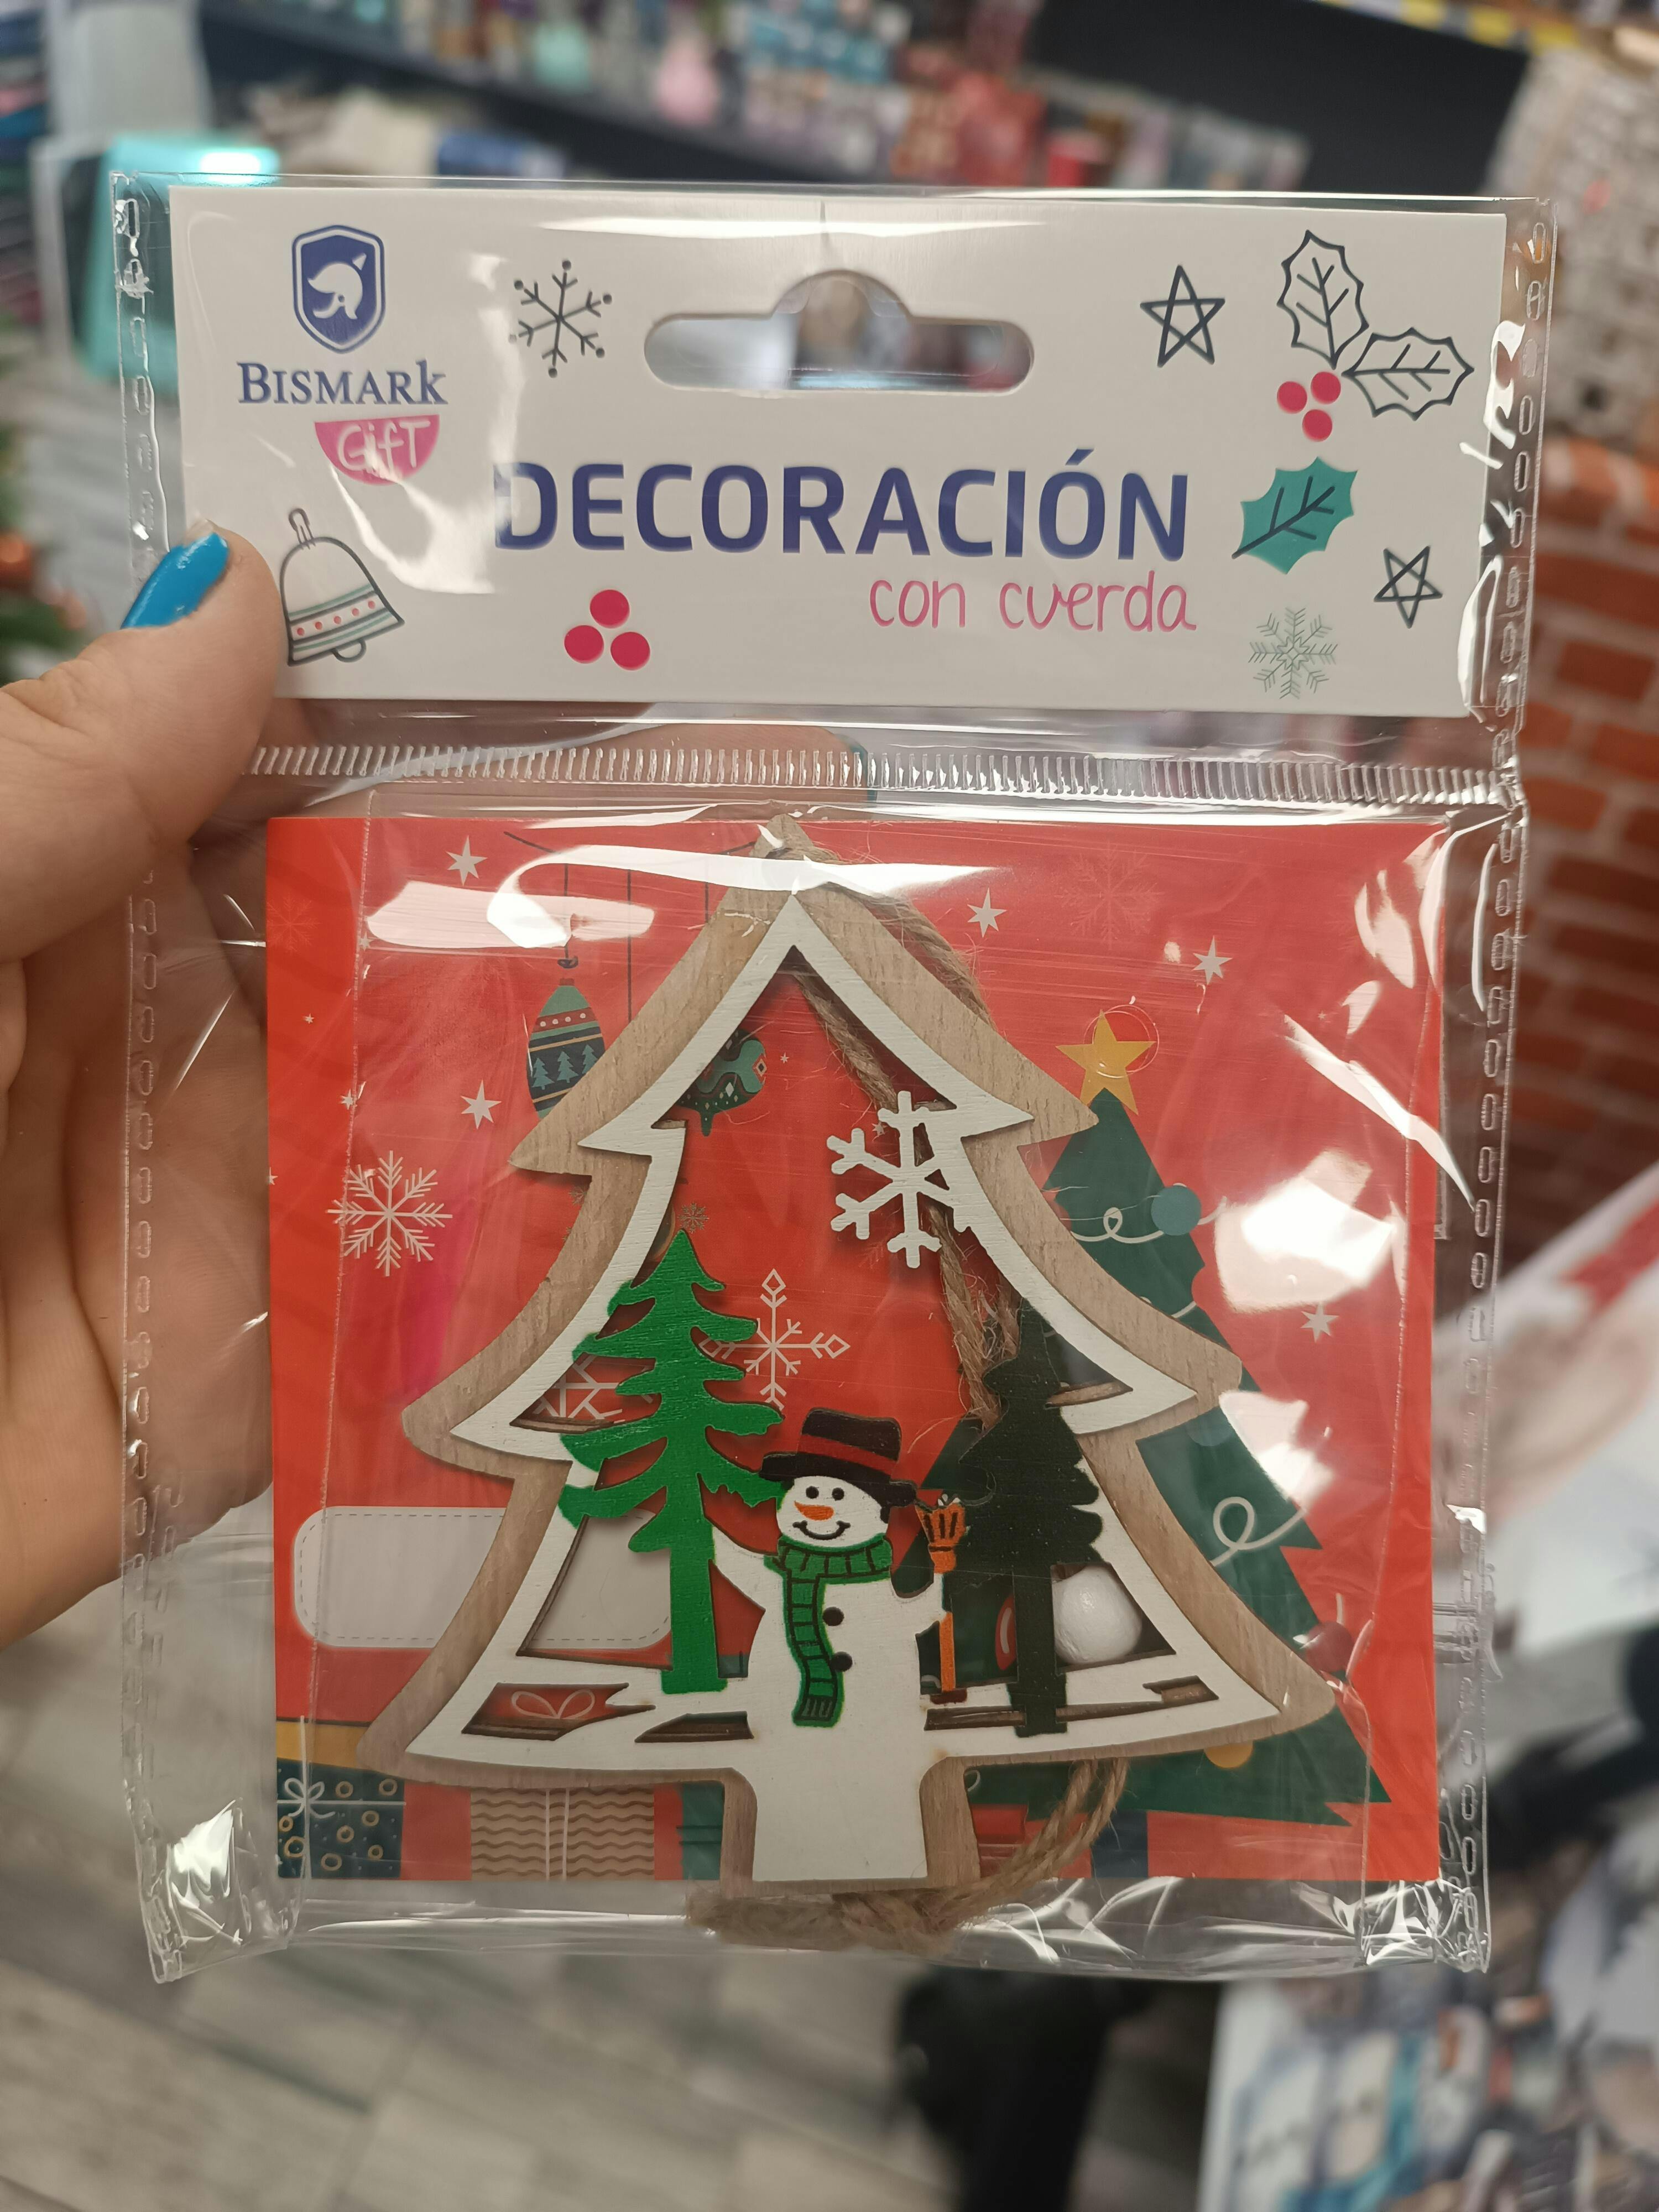 BISMARK
GifT
DECORACIÓN
con cuerda